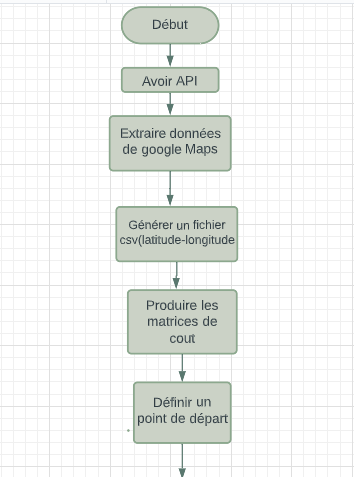 Début
Avoir API
Extraire données
de google Maps
Générer un fichier
csv(latitude-longitude
Produire les
matrices de
cout
Définir un
point de départ